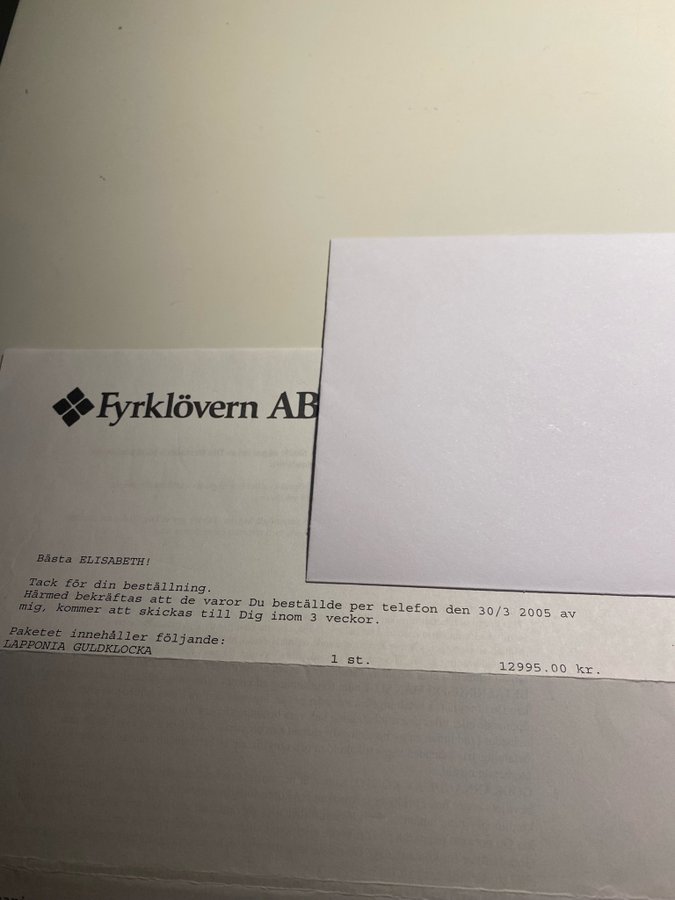 Fyrklövern AB
Bästa ELISABETH!
Tack för din beställning.
Härmed bekräftas att de varor Du beställde per telefon den 30/3 2005 av
mig, kommer att skickas till Dig inom 3 veckor.
Paketet innehåller följande:
LAPPONIA GULDKLOCKA 1 st. 12995.00 kr.